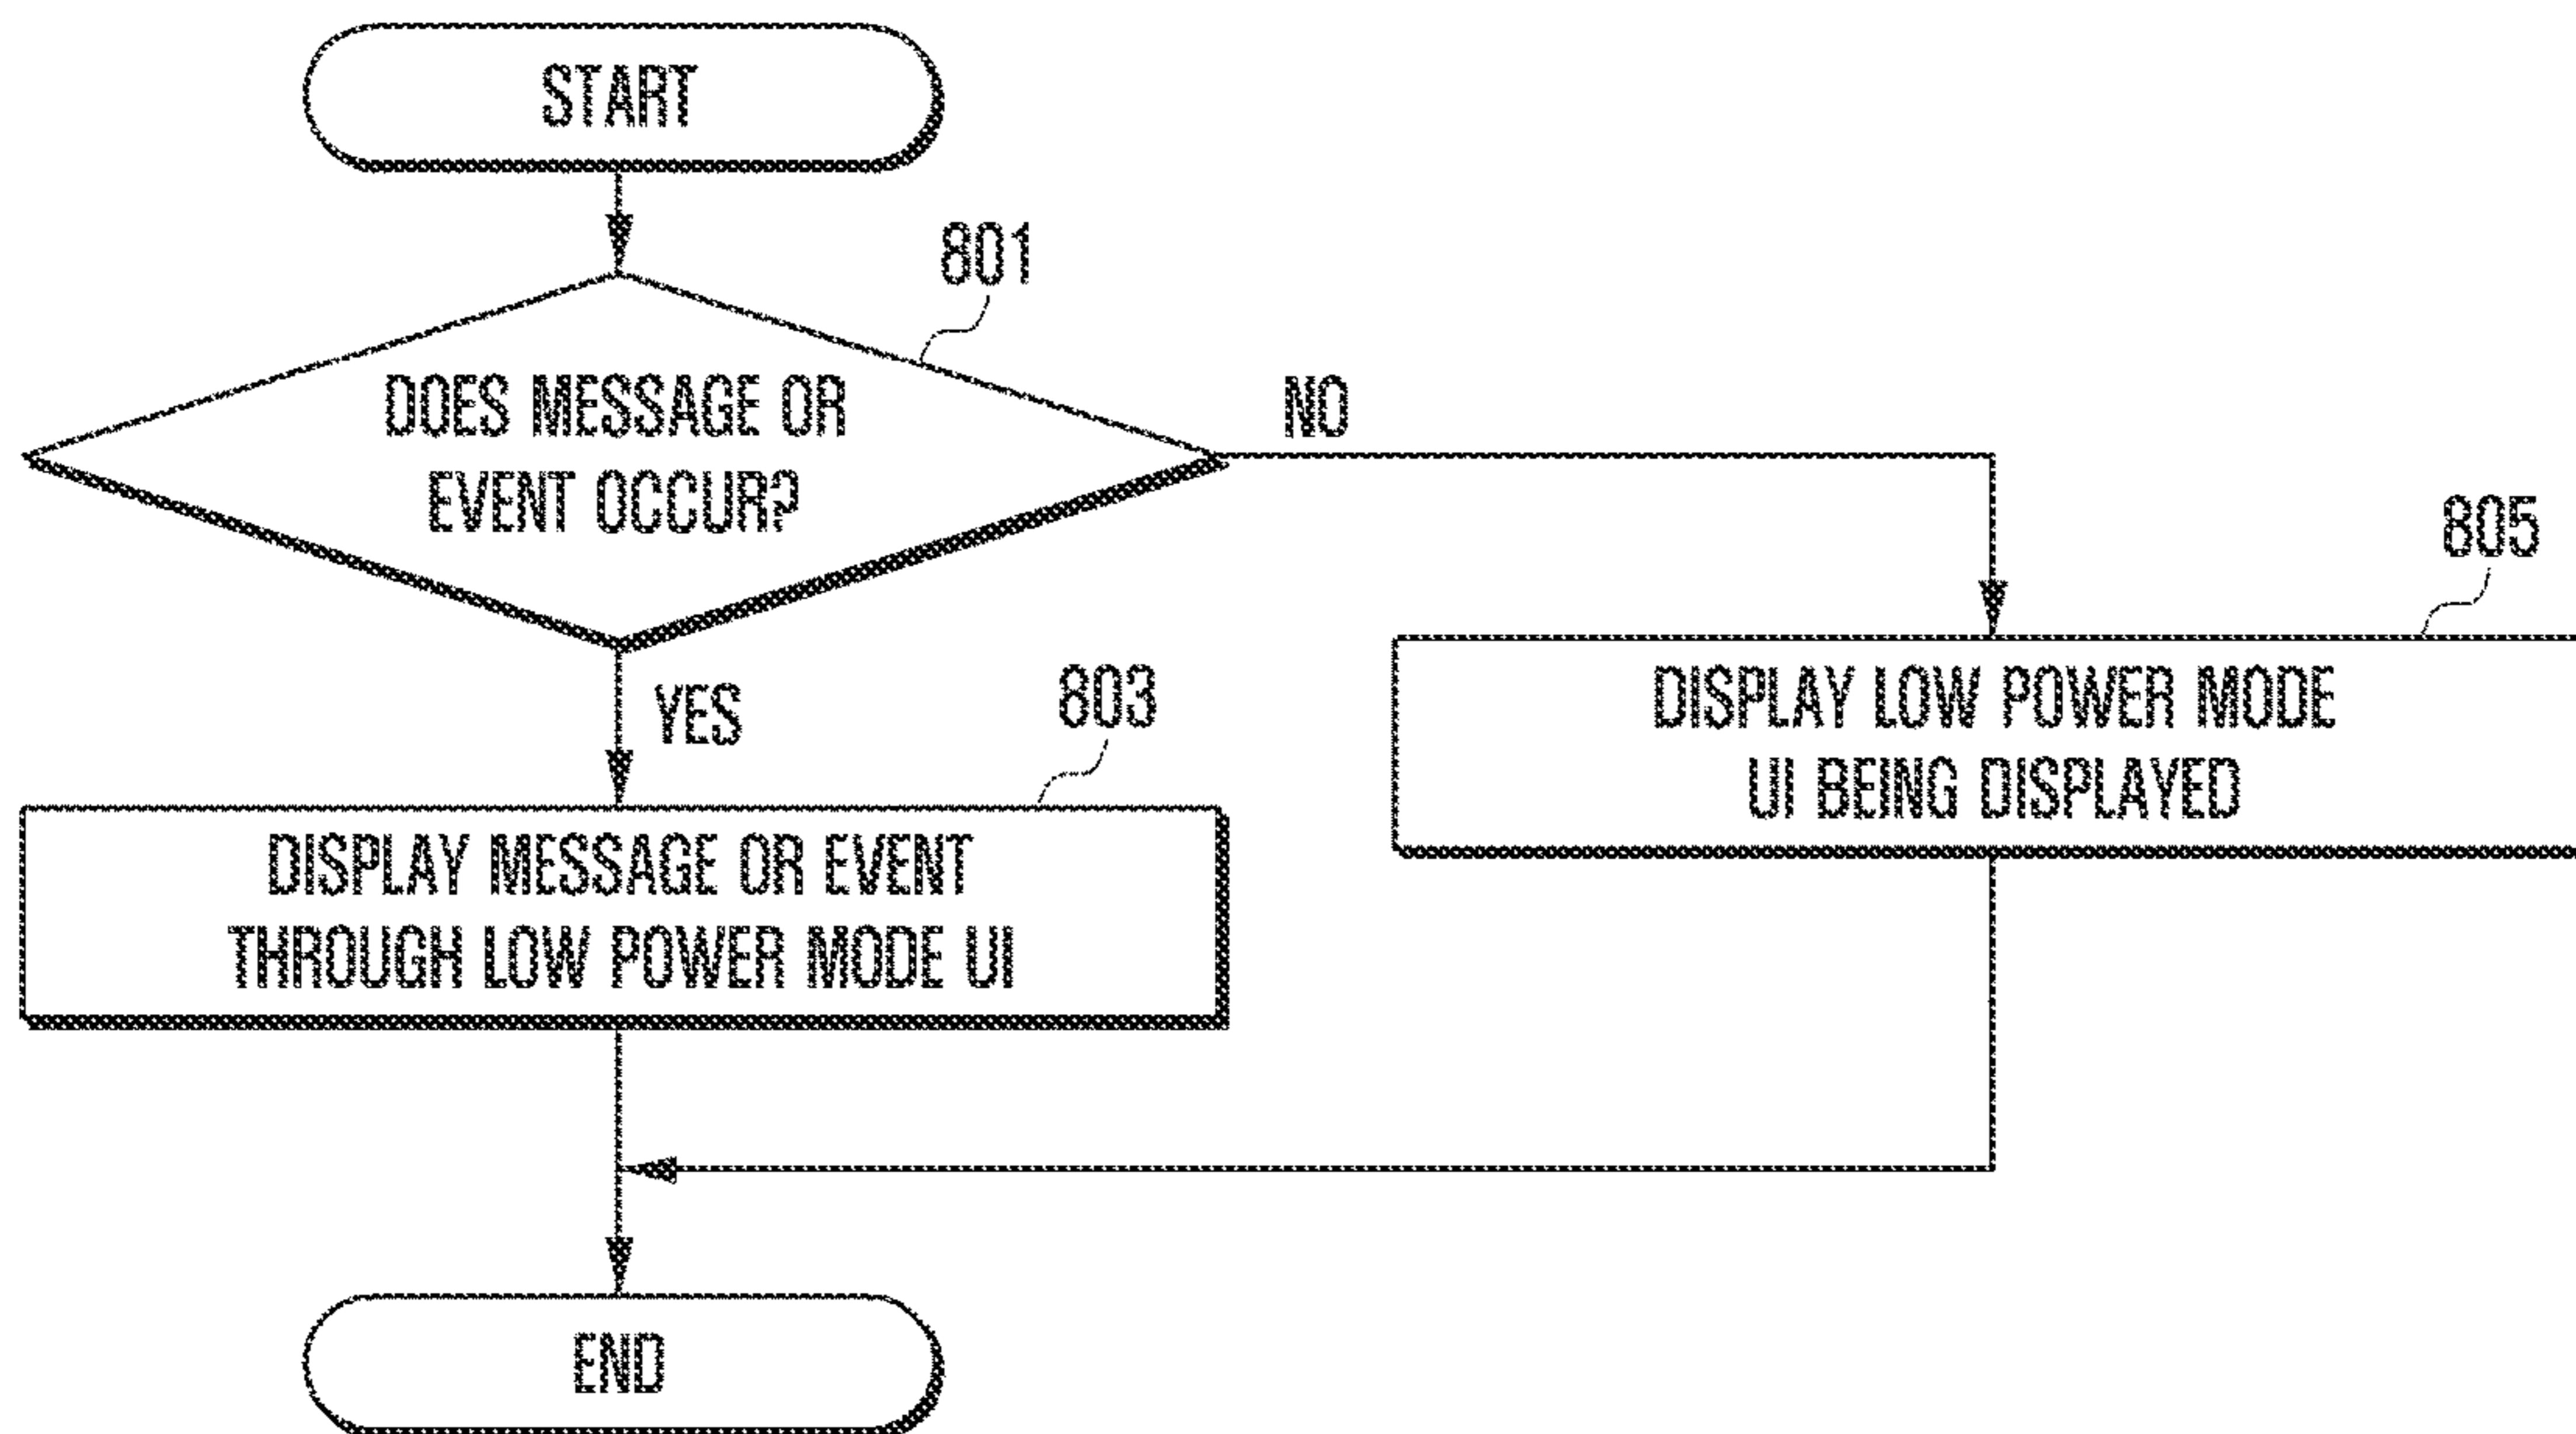 START
801
DOES MESSAGE OR
EVENT OCCUR?
NO
YES
805
DISPLAY LOW POWER MODE
UI BEING DISPLAYED
803
DISPLAY MESSAGE OR EVENT
THROUGH LOW POWER MODE UI
END